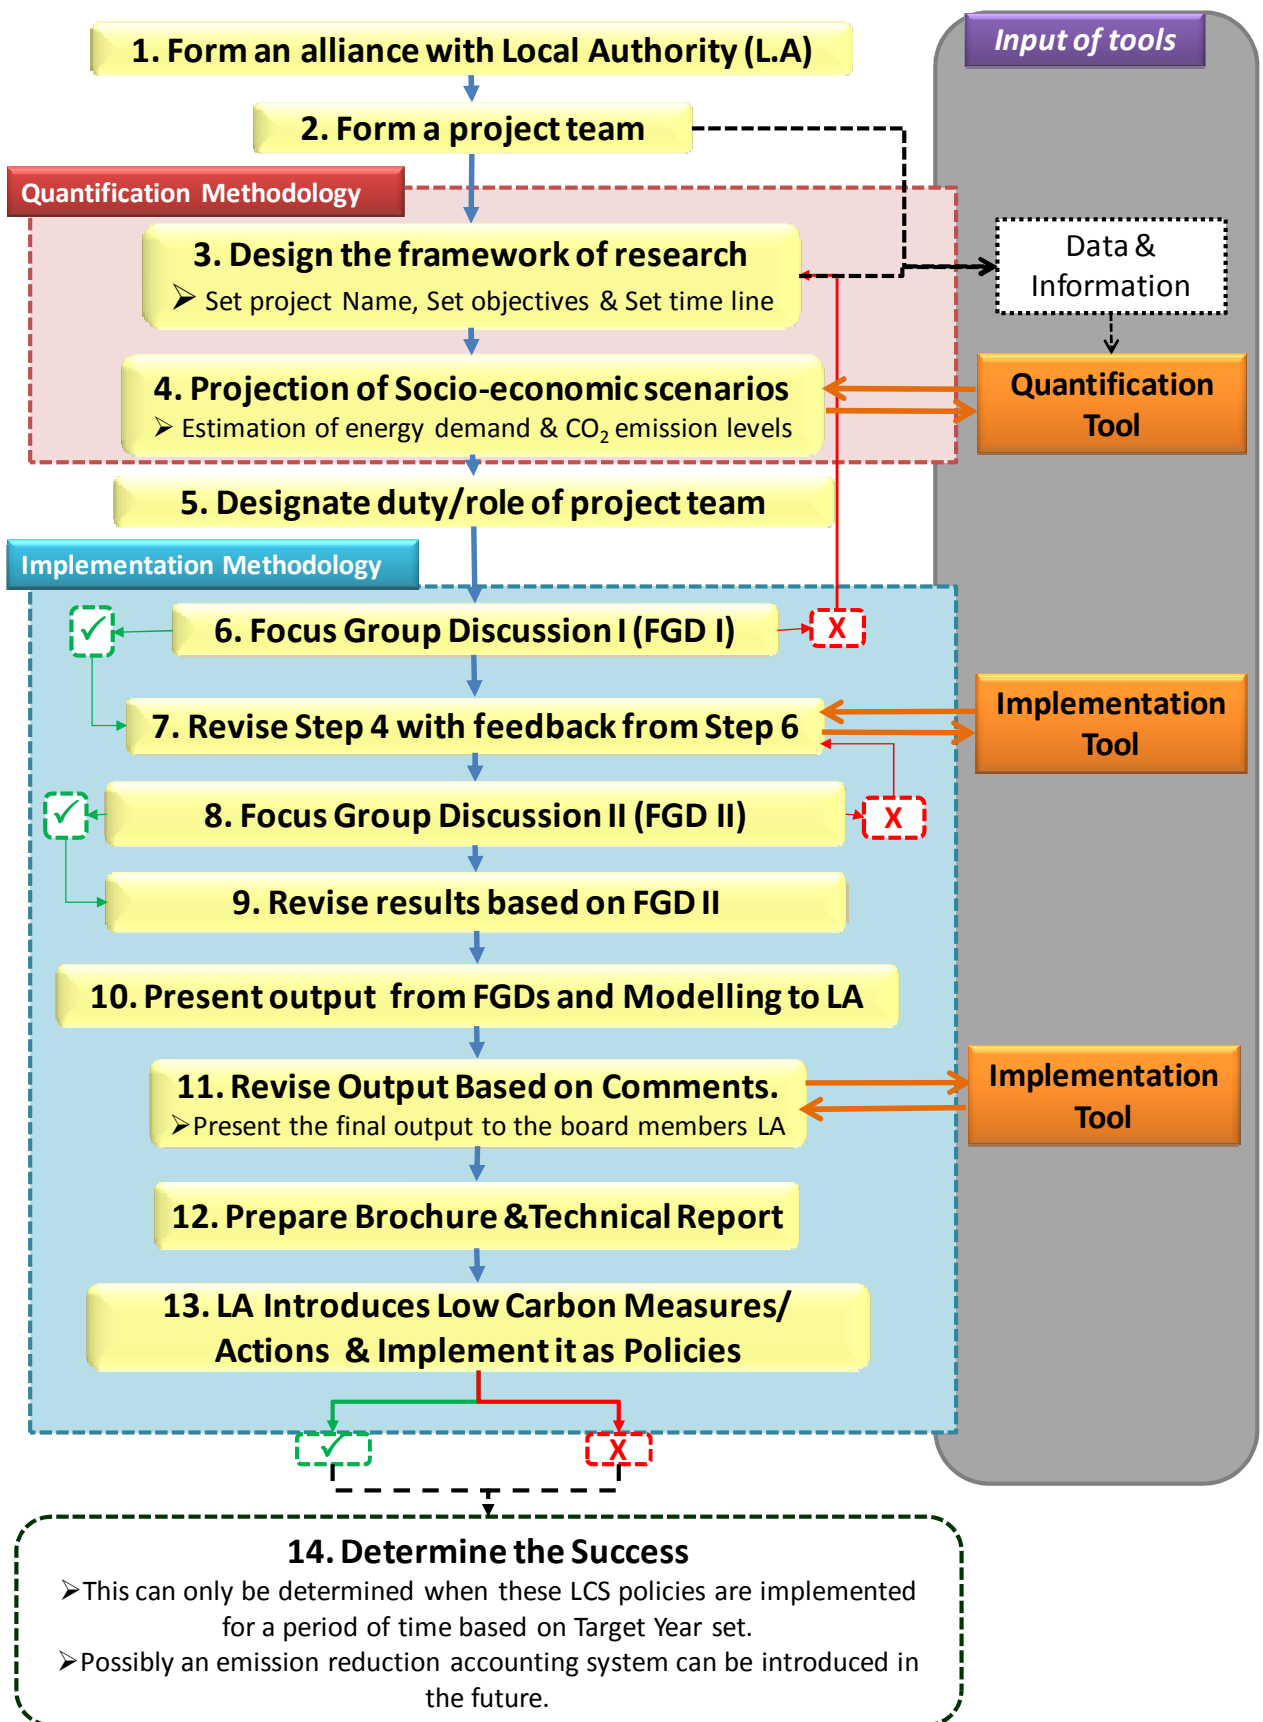 1. Form an alliance with Local Authority (L.A)
Input of tools
2. Form a project team
Quantification Methodology
3. Design the framework of research
➢ Set project Name, Set objectives & Set time line
Data &
Information
4. Projection of Socio-economic scenarios
➢ Estimation of energy demand & CO₂ emission levels
Quantification
Tool
5. Designate duty/role of project team
Implementation Methodology
✓
6. Focus Group Discussion I (FGD I)
X
7. Revise Step 4 with feedback from Step 6
Implementation
Tool
✓
8. Focus Group Discussion II (FGD II)
X
9. Revise results based on FGD II
10. Present output from FGDs and Modelling to LA
11. Revise Output Based on Comments.
➢Present the final output to the board members LA
Implementation
Tool
12. Prepare Brochure &Technical Report
13. LA Introduces Low Carbon Measures/
Actions & Implement it as Policies
✓
X
14. Determine the Success
➢This can only be determined when these LCS policies are implemented
for a period of time based on Target Year set.
➢Possibly an emission reduction accounting system can be introduced in
the future.